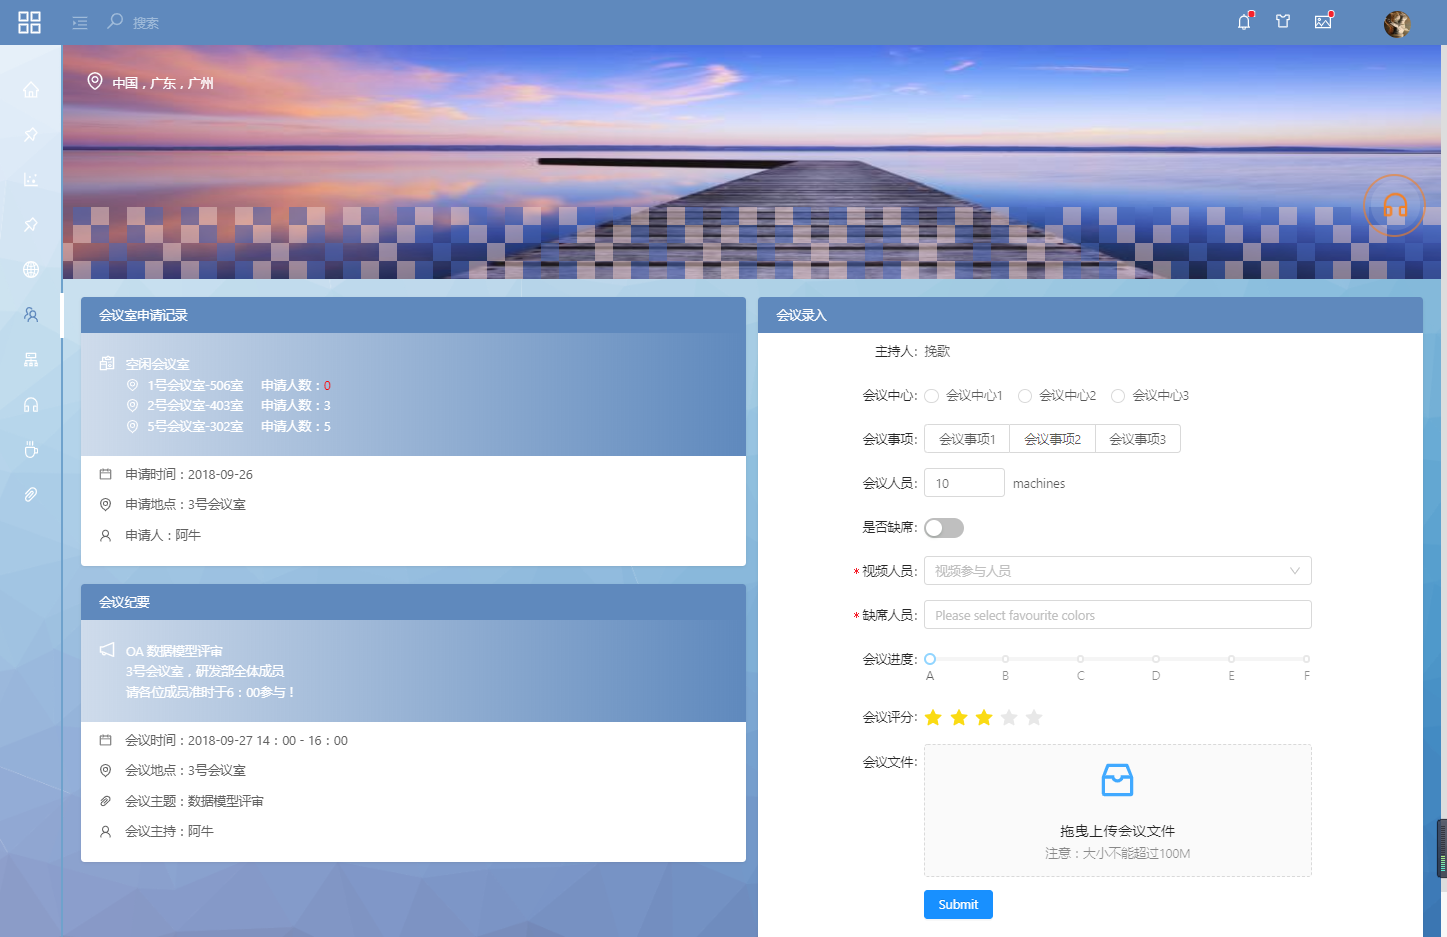 搜索
中国，广东，广州
会议室申请记录
空闲会议室
1号会议室-506室 申请人数：0
2号会议室-403室 申请人数：3
5号会议室-302室 申请人数：5
申请时间：2018-09-26
申请地点：3号会议室
申请人：阿牛
会议纪要
OA 数据模型评审
3号会议室，研发部全体成员
请各位成员准时于6：00参与！
会议时间：2018-09-27 14：00 - 16：00
会议地点：3号会议室
会议主题：数据模型评审
会议主持：阿牛
会议录入
主持人: 挽歌
会议中心: 会议中心1 会议中心2 会议中心3
会议事项: 会议事项1 会议事项2 会议事项3
会议人员: 10 machines
是否缺席:
* 视频人员: 视频参与人员
* 缺席人员: Please select favourite colors
会议进度:
A B C D E F
会议评分:
会议文件:
拖曳上传会议文件
注意：大小不能超过100M
Submit